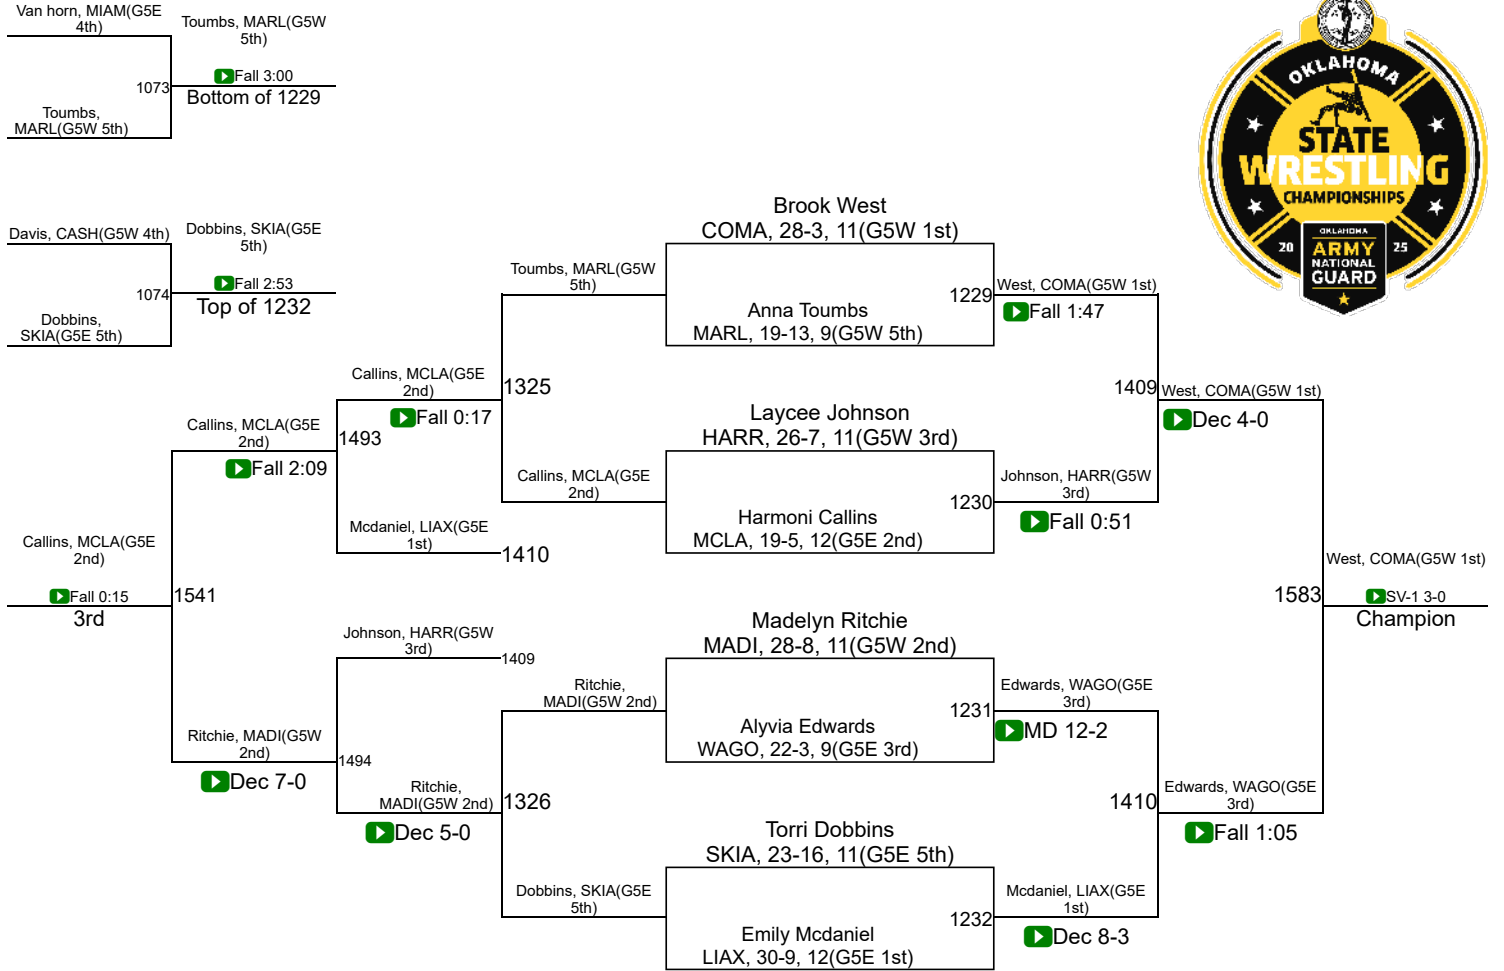 Van horn, MIAM(G5E
4th)
Toumbs, MARL(G5W
5th)
Fall 3:00
1073
Bottom of 1229
Toumbs,
MARL(G5W 5th)
Davis, CASH(G5W 4th)
Dobbins, SKIA(G5E
5th)
Fall 2:53
1074
Top of 1232
Dobbins,
SKIA(G5E 5th)
OKLAHOMA
STATE
WRESTLING
CHAMPIONSHIPS
20
25
OKLAHOMA
ARMY
NATIONAL
GUARD
Brook West
COMA, 28-3, 11(G5W 1st)
Toumbs, MARL(G5W
5th)
1229
West, COMA(G5W 1st)
Fall 1:47
Anna Toumbs
MARL, 19-13, 9(G5W 5th)
Callins, MCLA(G5E
2nd)
1325
Fall 0:17
1409
West, COMA(G5W 1st)
Dec 4-0
Laycee Johnson
HARR, 26-7, 11(G5W 3rd)
Callins, MCLA(G5E
2nd)
1493
Fall 2:09
Callins, MCLA(G5E
2nd)
1230
Johnson, HARR(G5W
3rd)
Fall 0:51
Harmoni Callins
MCLA, 19-5, 12(G5E 2nd)
Mcdaniel, LIAX(G5E
1st)
1410
Callins, MCLA(G5E
2nd)
Fall 0:15
3rd
1541
West, COMA(G5W 1st)
1583
SV-1 3-0
Champion
Madelyn Ritchie
MADI, 28-8, 11(G5W 2nd)
Johnson, HARR(G5W
3rd)
1409
Ritchie,
MADI(G5W 2nd)
1231
Edwards, WAGO(G5E
3rd)
MD 12-2
Alyvia Edwards
WAGO, 22-3, 9(G5E 3rd)
Ritchie, MADI(G5W
2nd)
1494
Dec 7-0
Ritchie,
MADI(G5W 2nd)
1326
Dec 5-0
1410
Edwards, WAGO(G5E
3rd)
Fall 1:05
Torri Dobbins
SKIA, 23-16, 11(G5E 5th)
Dobbins, SKIA(G5E
5th)
1232
Mcdaniel, LIAX(G5E
1st)
Dec 8-3
Emily Mcdaniel
LIAX, 30-9, 12(G5E 1st)